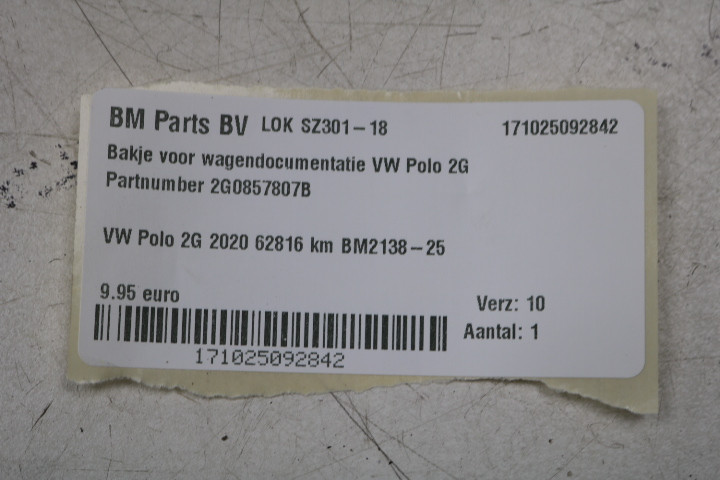 BM Parts BV LOK SZ301-18 171025092842
Bakje voor wagendocumentatie VW Polo 2G
Partnumber 2G0857807B
VW Polo 2G 2020 62816 km BM2138-25
9.95 euro
Verz: 10
Aantal: 1
171025092842